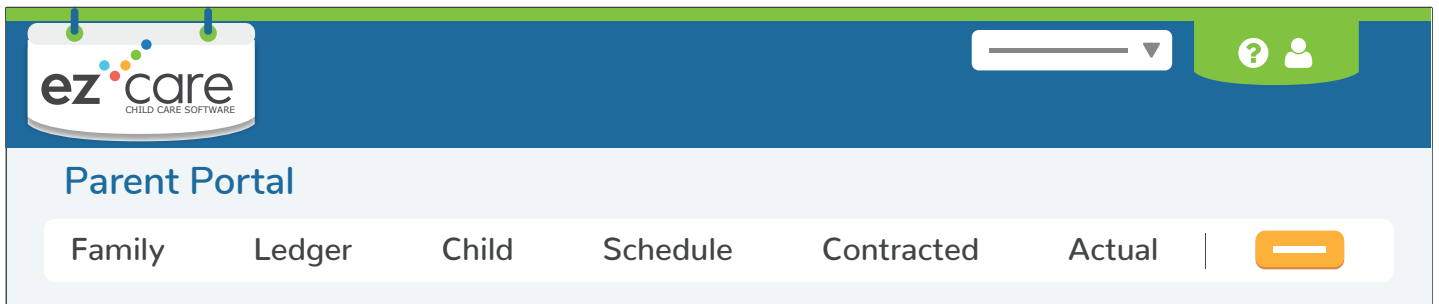 ez care
CHILD CARE SOFTWARE
?
Parent Portal
Family Ledger Child Schedule Contracted Actual